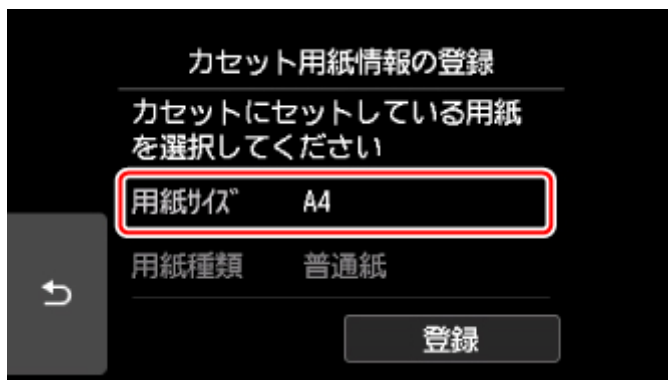 カセット用紙情報の登録
カセットにセットしている用紙
を選択してください
用紙ｻｲｽﾞ A4
用紙種類 普通紙
登録